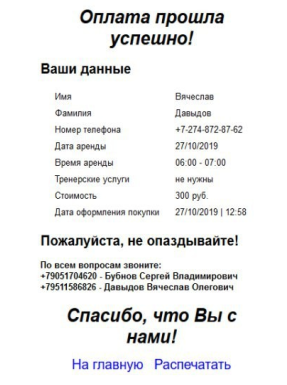 Оплата прошла
успешно!
Ваши данные
Имя Вячеслав
Фамилия Давыдов
Номер телефона +7-274-872-87-62
Дата аренды 27/10/2019
Время аренды 06:00 - 07:00
Тренерские услуги не нужны
Стоимость 300 руб.
Дата оформления покупки 27/10/2019 | 12:58
Пожалуйста, не опаздывайте!
По всем вопросам звоните:
+79051704620 - Бубнов Сергей Владимирович
+79511586826 - Давыдов Вячеслав Олегович
Спасибо, что Вы с
нами!
На главную Распечатать